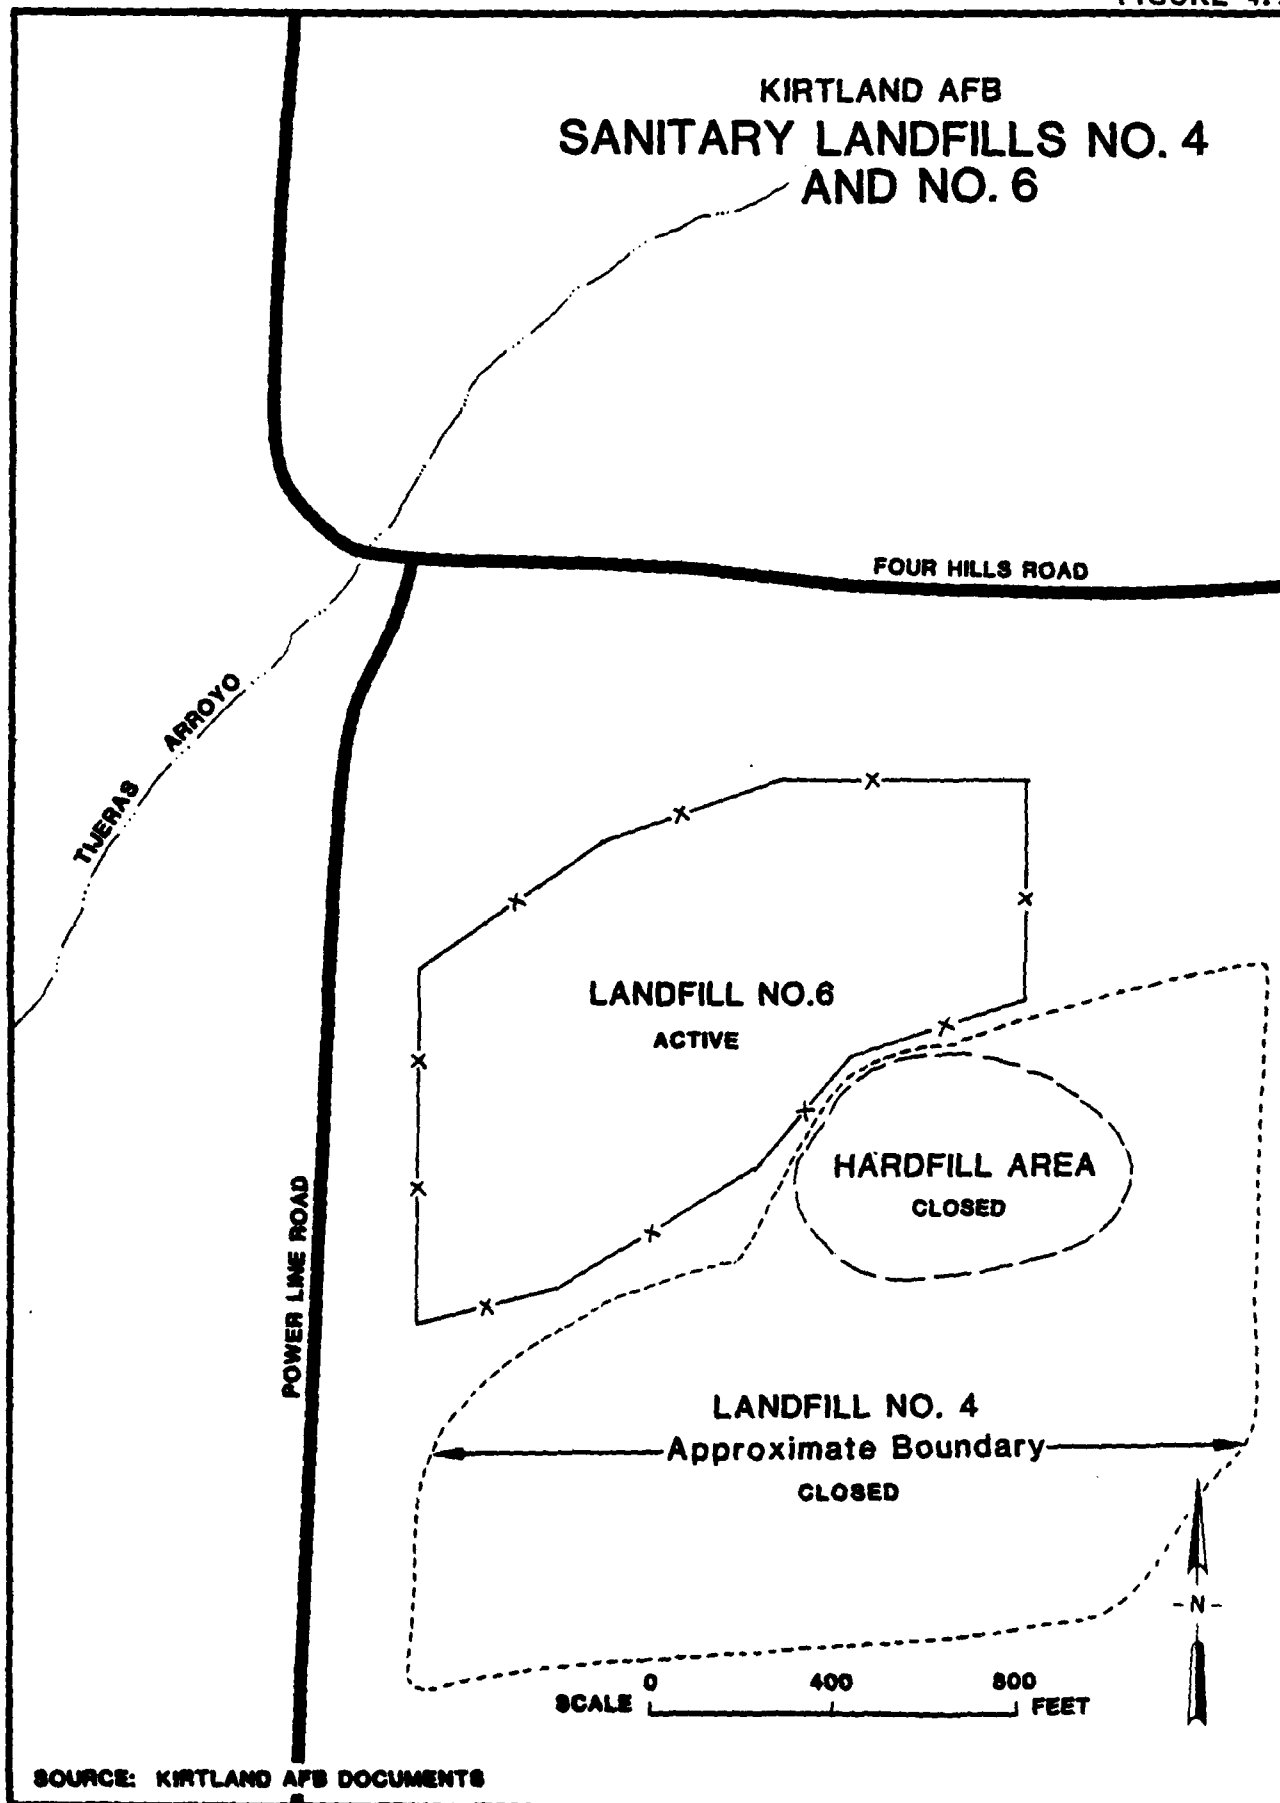 KIRTLAND AFB
SANITARY LANDFILLS NO. 4
AND NO. 6
FOUR HILLS ROAD
TIJERAS ARROYO
LANDFILL NO.6
ACTIVE
HARDFILL AREA
CLOSED
POWER LINE ROAD
LANDFILL NO. 4
Approximate Boundary
CLOSED
-N-
0 400 800
SCALE FEET
SOURCE: KIRTLAND AFB DOCUMENTS